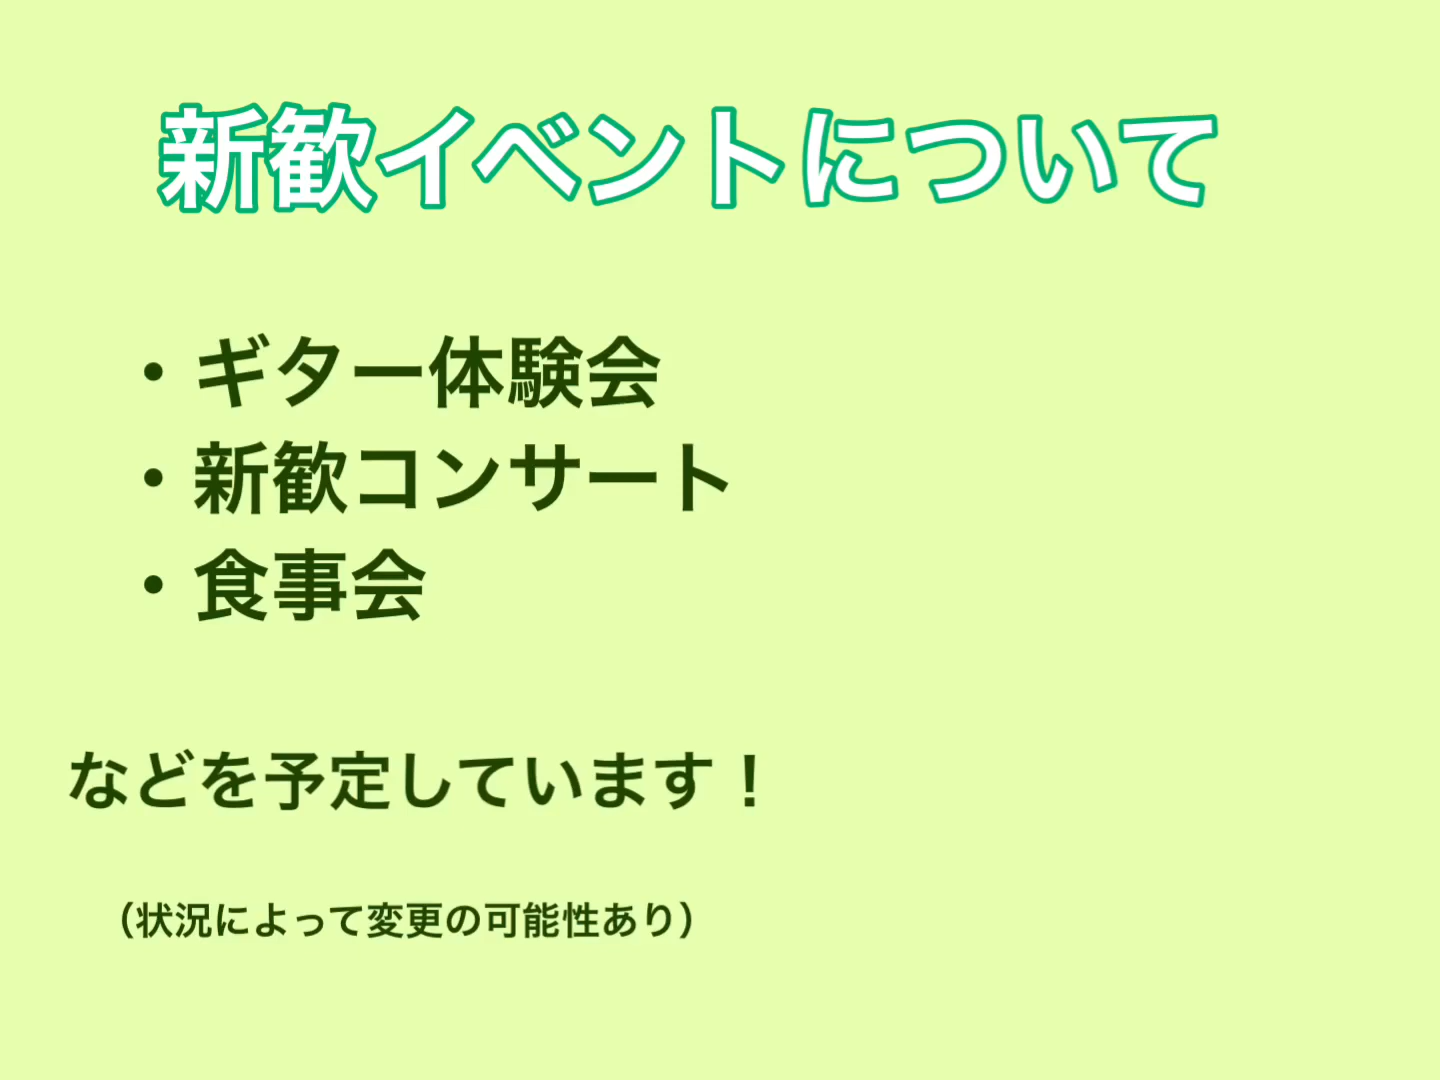 新歓イベントについて
・ギター体験会
・新歓コンサート
・食事会
などを予定しています！
（状況によって変更の可能性あり）